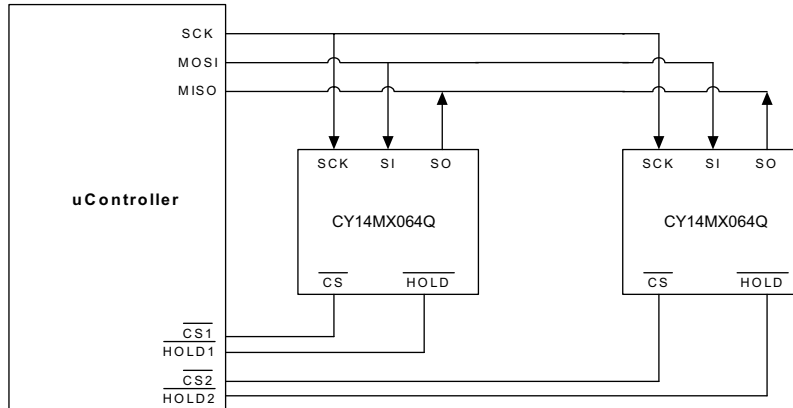 SCK
MOSI
MISO
SCK SI SO
SCK SI SO
uController
CY14MX064Q
CY14MX064Q
CS HOLD
CS HOLD
CS1
HOLD1
CS2
HOLD2